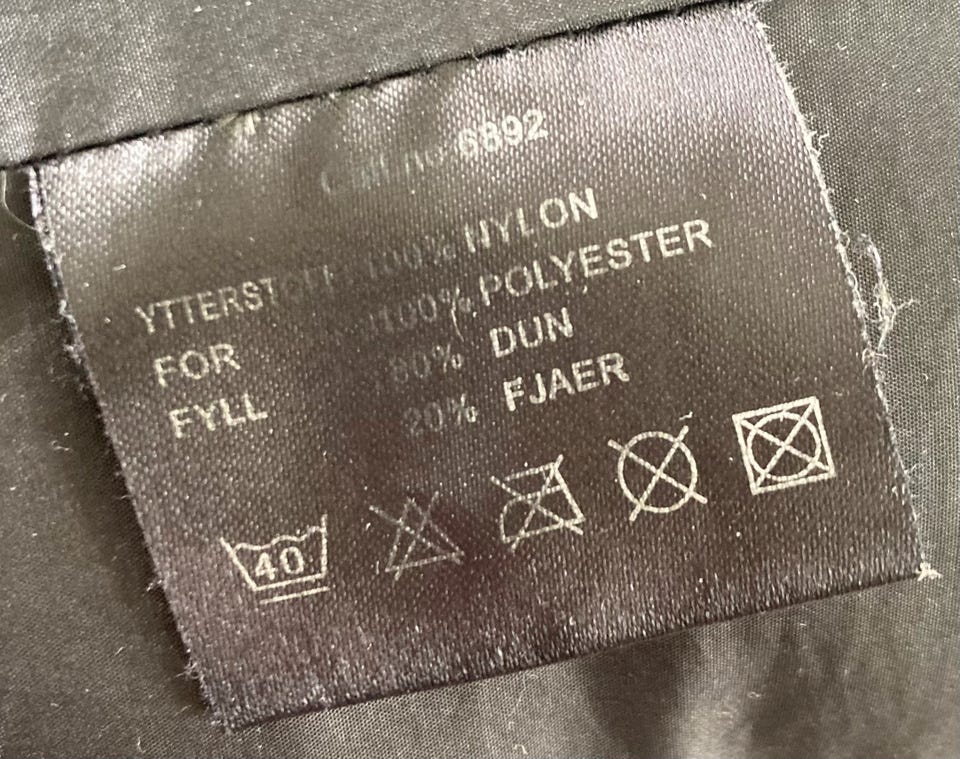 6892
YTTERSTOFF 100% NYLON
FOR 100% POLYESTER
FYLL 80% DUN
20% FJAER
40